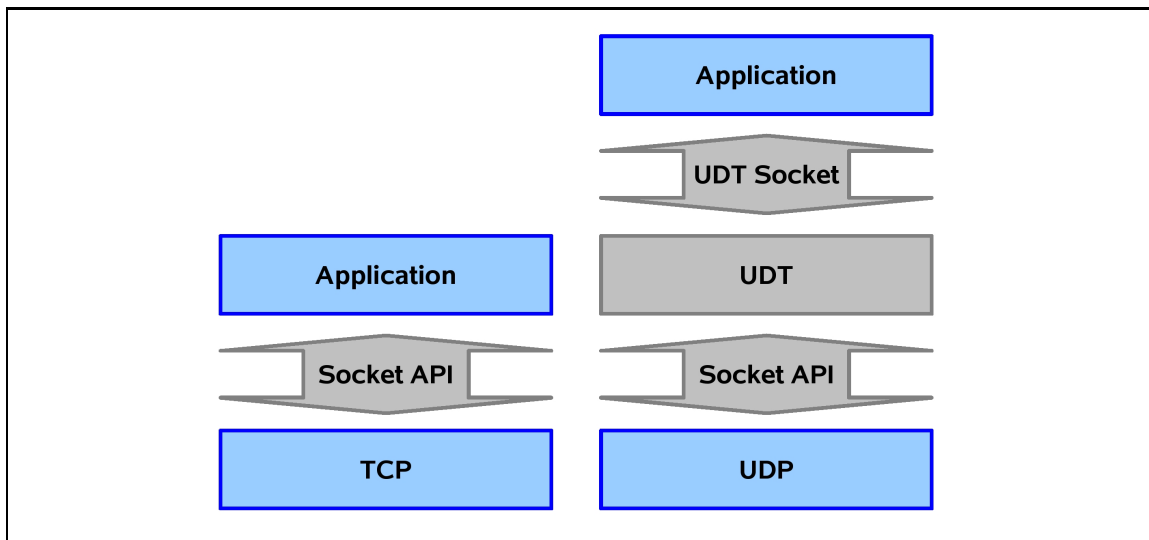 Application
UDT Socket
Application
UDT
Socket API
Socket API
TCP
UDP